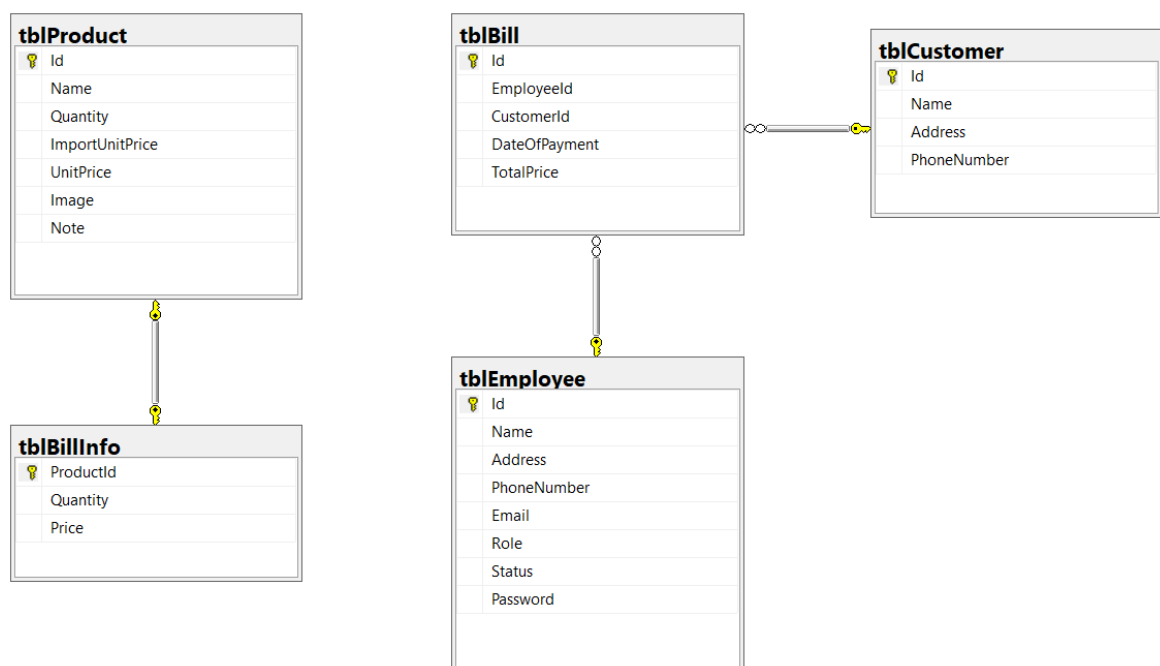 tblProduct
Id
Name
Quantity
ImportUnitPrice
UnitPrice
Image
Note
tblBill
Id
EmployeeId
CustomerId
DateOfPayment
TotalPrice
tblCustomer
Id
Name
Address
PhoneNumber
tblBillInfo
ProductId
Quantity
Price
tblEmployee
Id
Name
Address
PhoneNumber
Email
Role
Status
Password